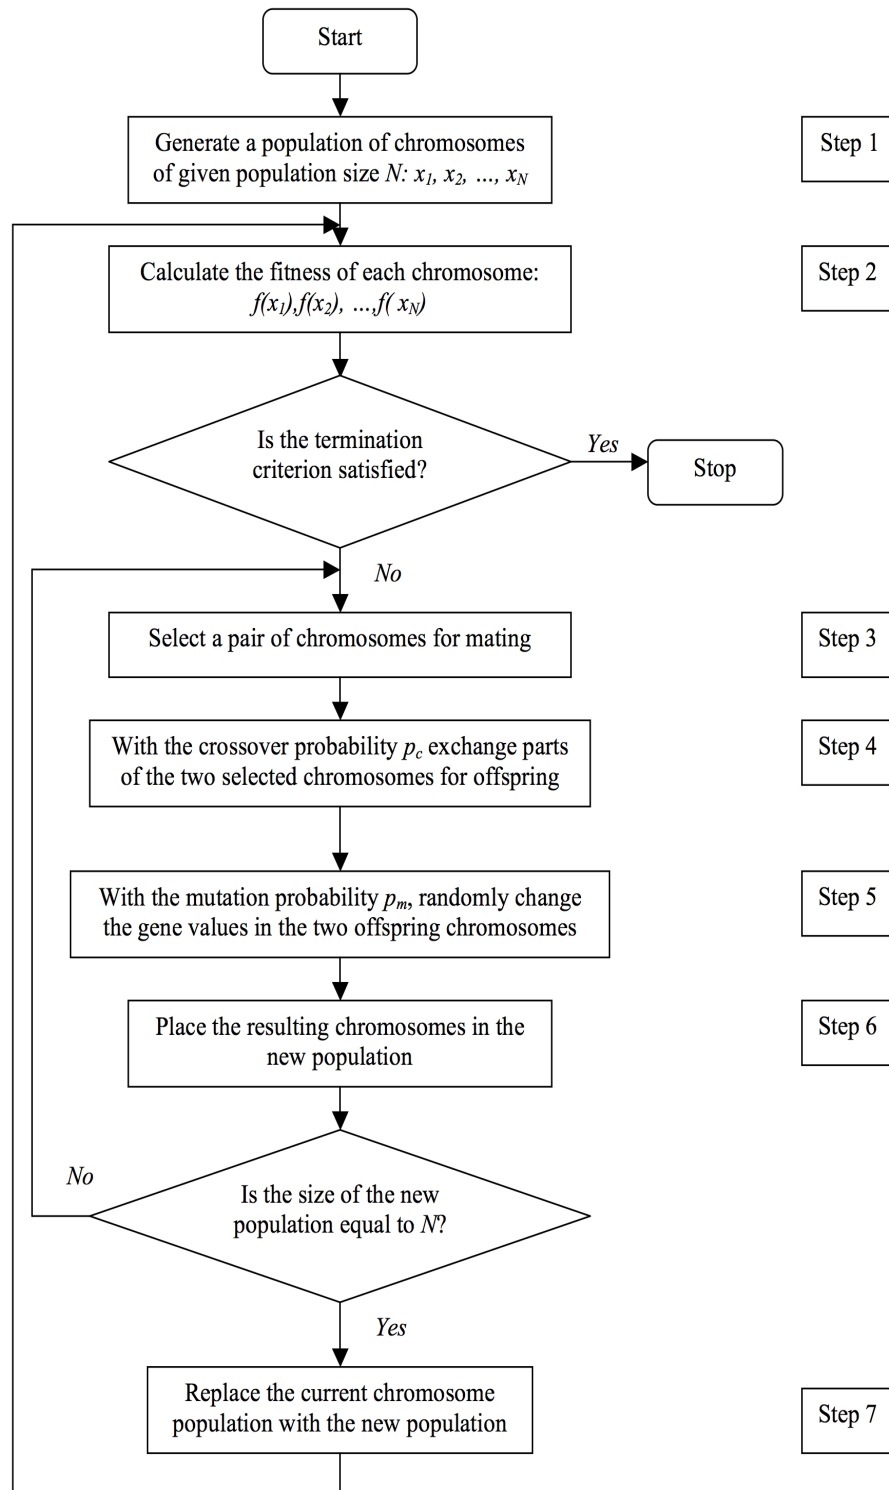 Start
Generate a population of chromosomes
of given population size N: x₁, x₂, ..., x_N
Step 1
Calculate the fitness of each chromosome:
f(x₁),f(x₂), ...,f( x_N)
Step 2
Is the termination
criterion satisfied?
Yes
Stop
No
Select a pair of chromosomes for mating
Step 3
With the crossover probability p_c exchange parts
of the two selected chromosomes for offspring
Step 4
With the mutation probability p_m, randomly change
the gene values in the two offspring chromosomes
Step 5
Place the resulting chromosomes in the
new population
Step 6
No
Is the size of the new
population equal to N?
Yes
Replace the current chromosome
population with the new population
Step 7